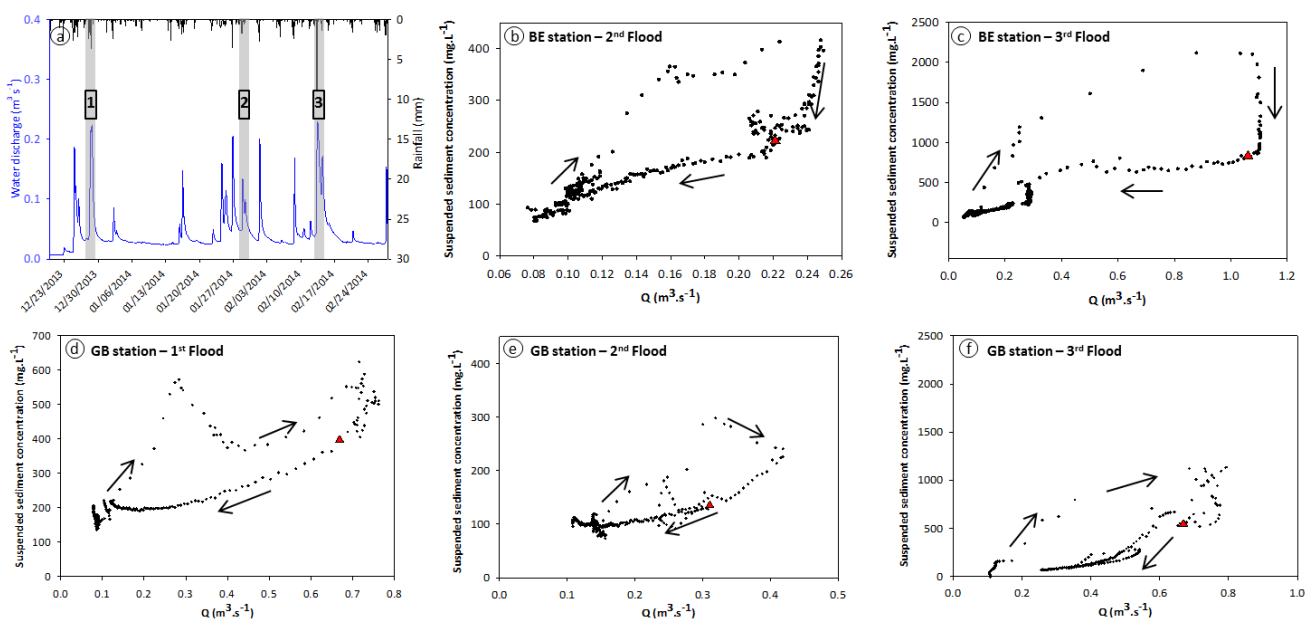 a
Water discharge (m³ s⁻¹)
0.4
0.3
0.2
0.1
0.0
0
5
10
15
20
25
30
Rainfall (mm)
1
2
3
12/23/2013
12/30/2013
01/06/2014
01/13/2014
01/20/2014
01/27/2014
02/03/2014
02/10/2014
02/17/2014
02/24/2014
b BE station – 2nd Flood
Suspended sediment concentration (mg.L⁻¹)
400
300
200
100
0
0.06 0.08 0.10 0.12 0.14 0.16 0.18 0.20 0.22 0.24 0.26
Q (m³.s⁻¹)
c BE station – 3rd Flood
Suspended sediment concentration (mg.L⁻¹)
2500
2000
1500
1000
500
0
0.0 0.2 0.4 0.6 0.8 1.0
Q (m³.s⁻¹)
d GB station – 1st Flood
Suspended sediment concentration (mg.L⁻¹)
700
600
500
400
300
200
100
0
0.0 0.1 0.2 0.3 0.4 0.5 0.6 0.7 0.8
Q (m³.s⁻¹)
e GB station – 2nd Flood
Suspended sediment concentration (mg.L⁻¹)
400
300
200
100
0
0.0 0.1 0.2 0.3 0.4 0.5
Q (m³.s⁻¹)
f GB station – 3rd Flood
Suspended sediment concentration (mg.L⁻¹)
2500
2000
1500
1000
500
0
0.0 0.2 0.4 0.6 0.8 1.0
Q (m³.s⁻¹)